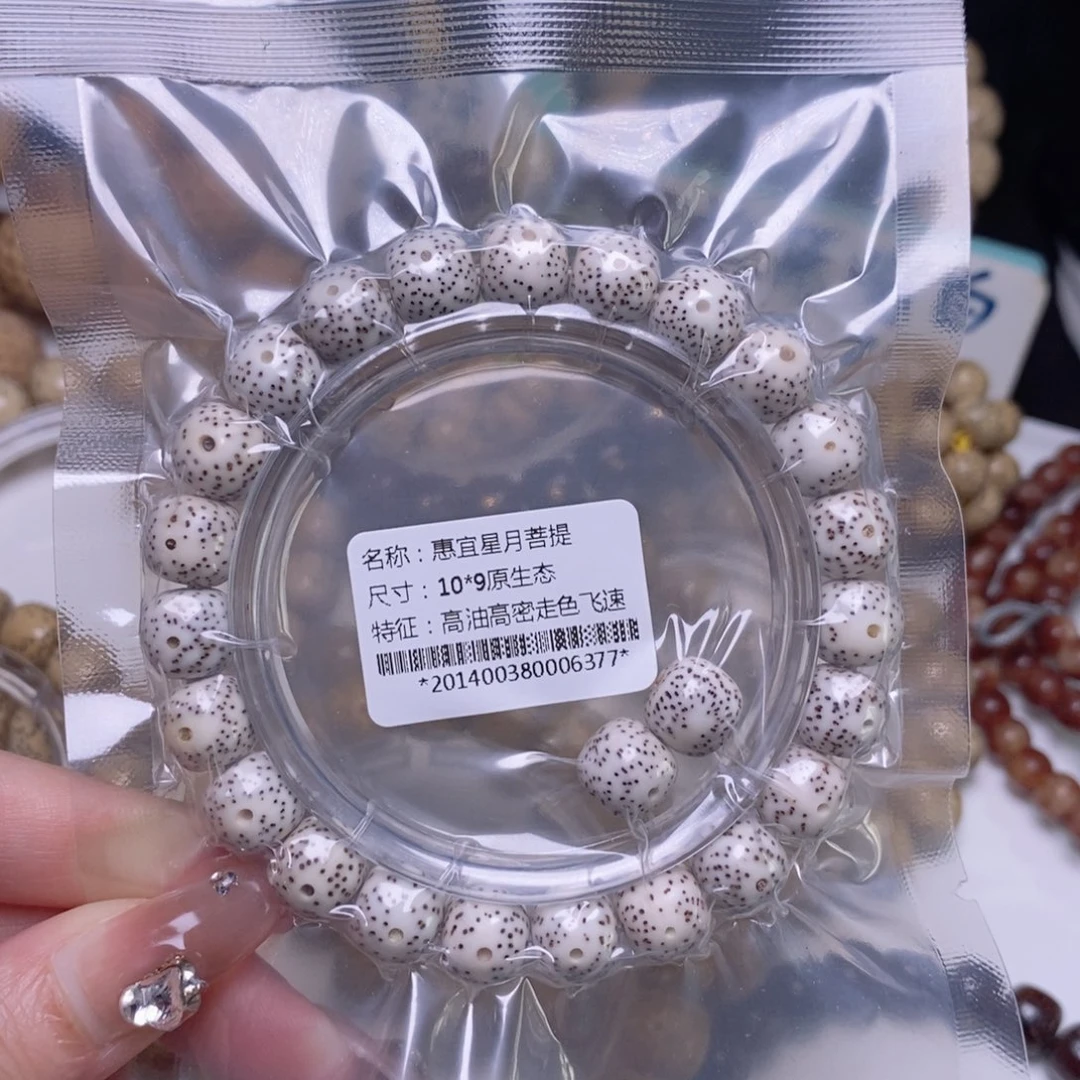 名称：惠宜星月菩提
尺寸：10*9原生态
特征：高油高密走色飞速
*201400380006377*